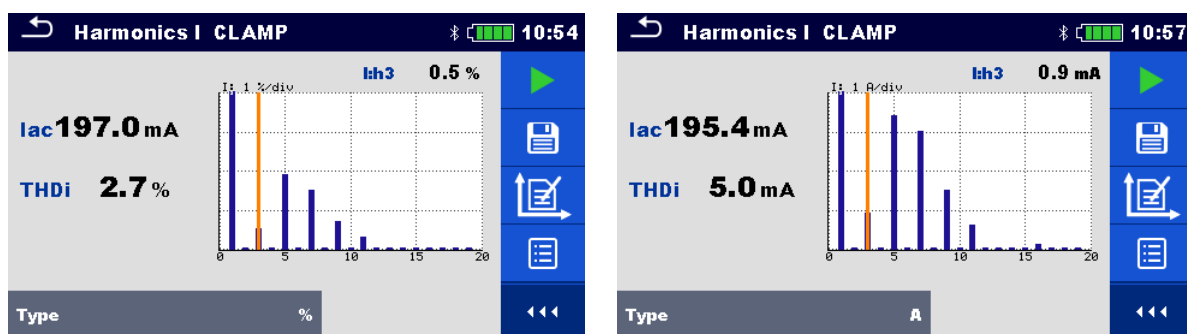 Harmonics I CLAMP 10:54
I:h3 0.5 %
I: 1 %/div
Iac 197.0 mA
THDi 2.7 %
0 5 10 15 20
Type %
Harmonics I CLAMP 10:57
I:h3 0.9 mA
I: 1 A/div
Iac 195.4 mA
THDi 5.0 mA
0 5 10 15 20
Type A